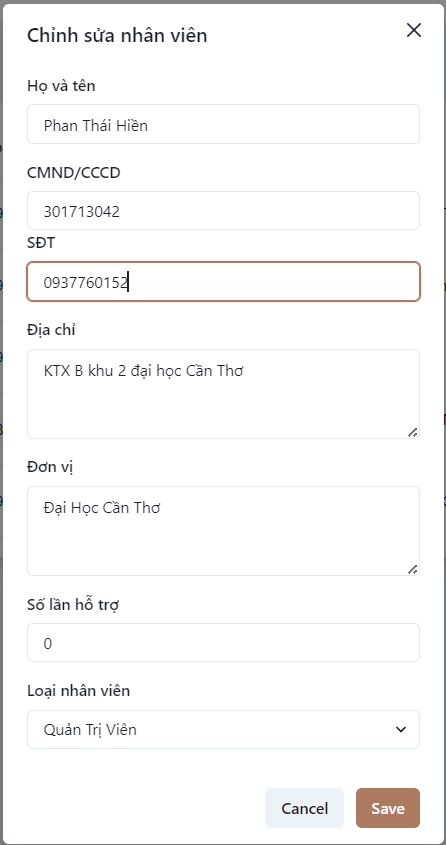 Chỉnh sửa nhân viên
Họ và tên
Phan Thái Hiền
CMND/CCCD
301713042
SĐT
0937760152
Địa chỉ
KTX B khu 2 đại học Cần Thơ
Đơn vị
Đại Học Cần Thơ
Số lần hỗ trợ
0
Loại nhân viên
Quản Trị Viên
Cancel
Save